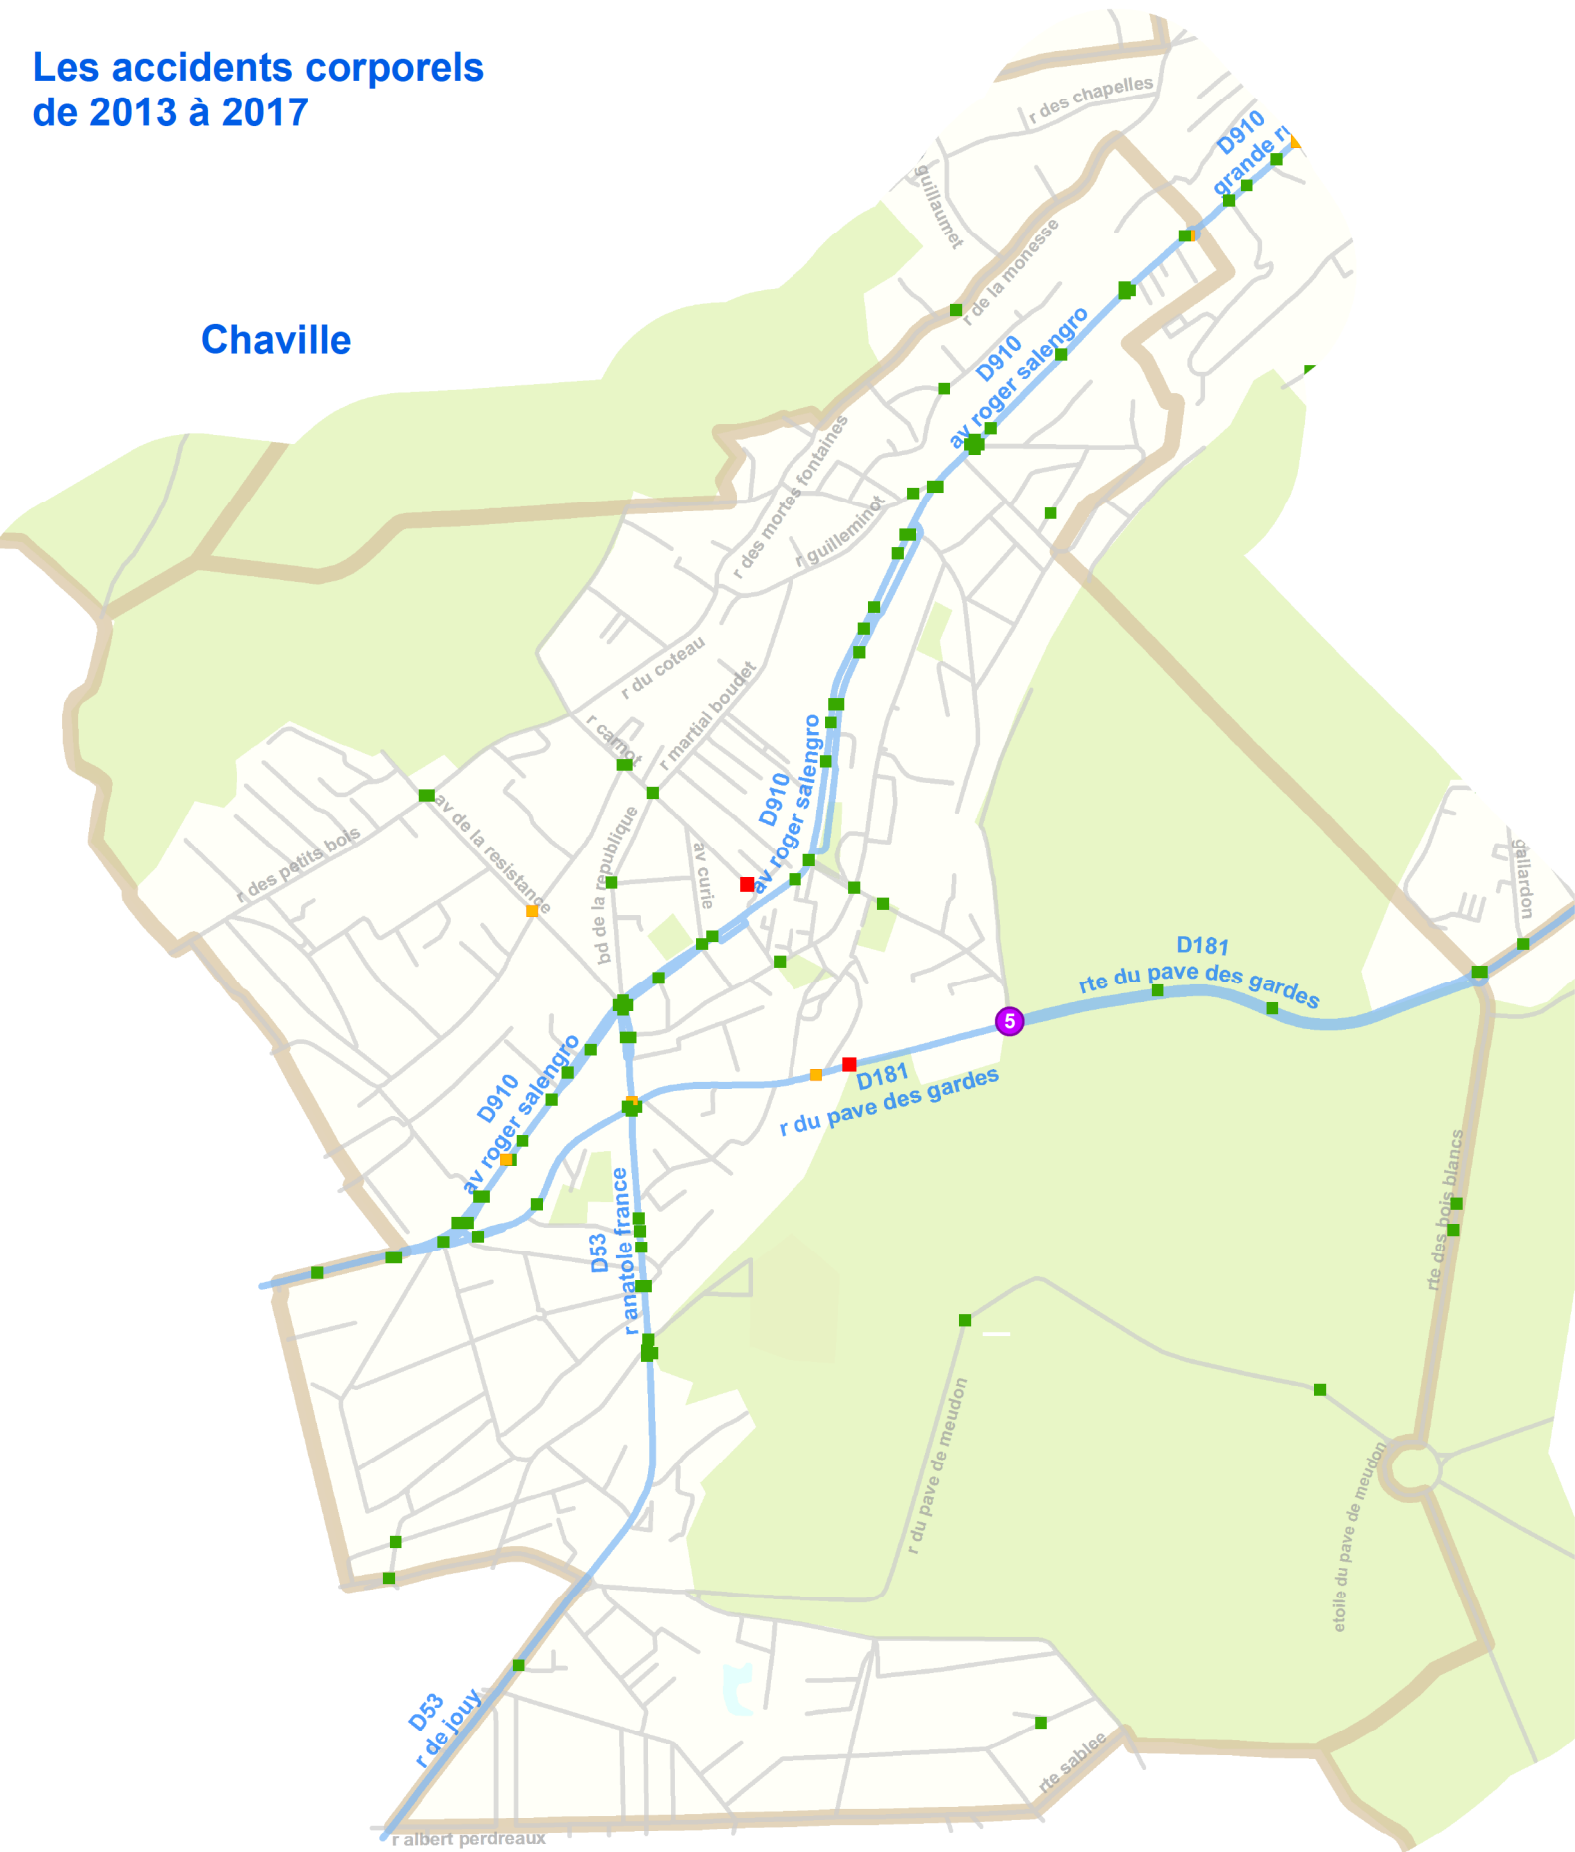 Les accidents corporels
de 2013 à 2017
r des chapelles
D910
grande r
guillaumet
r de la monesse
Chaville
D910
av roger salengro
r des mortes fontaines
r guilleminot
r du coteau
r martial boudet
r carnot
D910
av roger salengro
av de la resistance
r des petits bois
bd de la republique
av curie
gallardon
D181
rte du pave des gardes
5
D181
r du pave des gardes
D910
av roger salengro
D53
r anatole france
rte des bois blancs
r du pave de meudon
etoile du pave de meudon
D53
r de jouy
rte sablee
r albert perdreaux